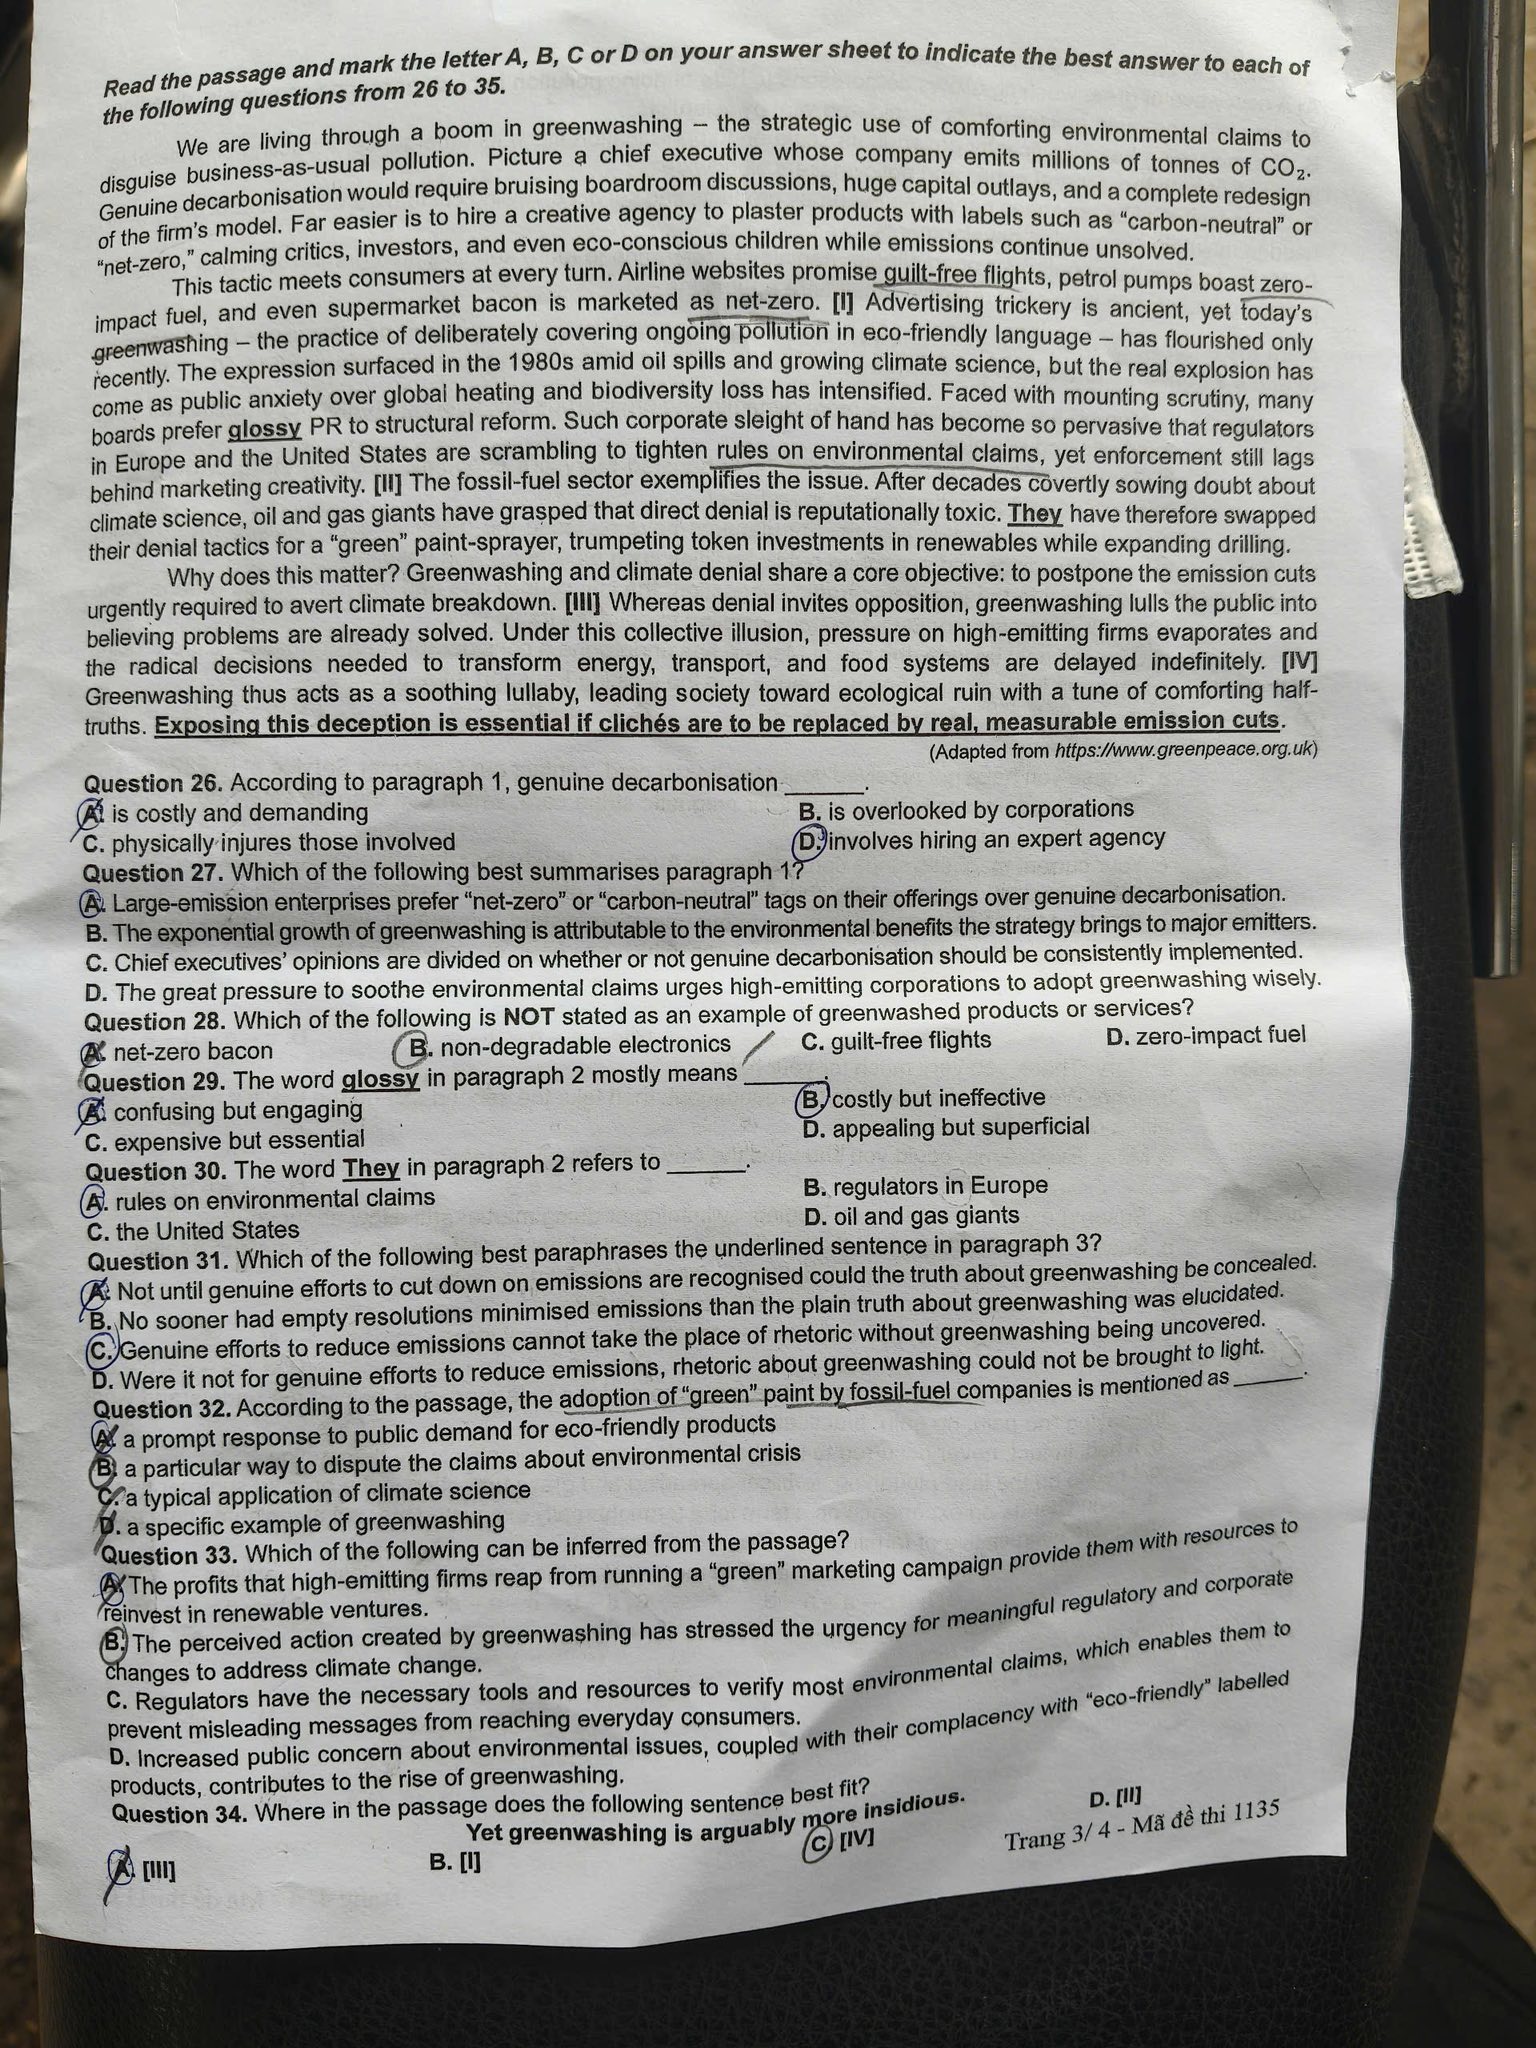 Read the passage and mark the letter A, B, C or D on your answer sheet to indicate the best answer to each of
the following questions from 26 to 35.
We are living through a boom in greenwashing – the strategic use of comforting environmental claims to
disguise business-as-usual pollution. Picture a chief executive whose company emits millions of tonnes of CO₂.
Genuine decarbonisation would require bruising boardroom discussions, huge capital outlays, and a complete redesign
of the firm's model. Far easier is to hire a creative agency to plaster products with labels such as “carbon-neutral” or
“net-zero,” calming critics, investors, and even eco-conscious children while emissions continue unsolved.
This tactic meets consumers at every turn. Airline websites promise guilt-free flights, petrol pumps boast zero-
impact fuel, and even supermarket bacon is marketed as net-zero. [I] Advertising trickery is ancient, yet today's
greenwashing – the practice of deliberately covering ongoing pollution in eco-friendly language – has flourished only
recently. The expression surfaced in the 1980s amid oil spills and growing climate science, but the real explosion has
come as public anxiety over global heating and biodiversity loss has intensified. Faced with mounting scrutiny, many
boards prefer glossy PR to structural reform. Such corporate sleight of hand has become so pervasive that regulators
in Europe and the United States are scrambling to tighten rules on environmental claims, yet enforcement still lags
behind marketing creativity. [II] The fossil-fuel sector exemplifies the issue. After decades covertly sowing doubt about
climate science, oil and gas giants have grasped that direct denial is reputationally toxic. They have therefore swapped
their denial tactics for a “green” paint-sprayer, trumpeting token investments in renewables while expanding drilling.
Why does this matter? Greenwashing and climate denial share a core objective: to postpone the emission cuts
urgently required to avert climate breakdown. [III] Whereas denial invites opposition, greenwashing lulls the public into
believing problems are already solved. Under this collective illusion, pressure on high-emitting firms evaporates and
the radical decisions needed to transform energy, transport, and food systems are delayed indefinitely. [IV]
Greenwashing thus acts as a soothing lullaby, leading society toward ecological ruin with a tune of comforting half-
truths. Exposing this deception is essential if clichés are to be replaced by real, measurable emission cuts.
(Adapted from https://www.greenpeace.org.uk)
Question 26. According to paragraph 1, genuine decarbonisation ______.
A. is costly and demanding B. is overlooked by corporations
C. physically injures those involved D. involves hiring an expert agency
Question 27. Which of the following best summarises paragraph 1?
A. Large-emission enterprises prefer “net-zero” or “carbon-neutral” tags on their offerings over genuine decarbonisation.
B. The exponential growth of greenwashing is attributable to the environmental benefits the strategy brings to major emitters.
C. Chief executives' opinions are divided on whether or not genuine decarbonisation should be consistently implemented.
D. The great pressure to soothe environmental claims urges high-emitting corporations to adopt greenwashing wisely.
Question 28. Which of the following is NOT stated as an example of greenwashed products or services?
A. net-zero bacon B. non-degradable electronics C. guilt-free flights D. zero-impact fuel
Question 29. The word glossy in paragraph 2 mostly means ______.
A. confusing but engaging B. costly but ineffective
C. expensive but essential D. appealing but superficial
Question 30. The word They in paragraph 2 refers to ______.
A. rules on environmental claims B. regulators in Europe
C. the United States D. oil and gas giants
Question 31. Which of the following best paraphrases the underlined sentence in paragraph 3?
A. Not until genuine efforts to cut down on emissions are recognised could the truth about greenwashing be concealed.
B. No sooner had empty resolutions minimised emissions than the plain truth about greenwashing was elucidated.
C. Genuine efforts to reduce emissions cannot take the place of rhetoric without greenwashing being uncovered.
D. Were it not for genuine efforts to reduce emissions, rhetoric about greenwashing could not be brought to light.
Question 32. According to the passage, the adoption of “green” paint by fossil-fuel companies is mentioned as ______.
A. a prompt response to public demand for eco-friendly products
B. a particular way to dispute the claims about environmental crisis
C. a typical application of climate science
D. a specific example of greenwashing
Question 33. Which of the following can be inferred from the passage?
A. The profits that high-emitting firms reap from running a “green” marketing campaign provide them with resources to
reinvest in renewable ventures.
B. The perceived action created by greenwashing has stressed the urgency for meaningful regulatory and corporate
changes to address climate change.
C. Regulators have the necessary tools and resources to verify most environmental claims, which enables them to
prevent misleading messages from reaching everyday consumers.
D. Increased public concern about environmental issues, coupled with their complacency with “eco-friendly” labelled
products, contributes to the rise of greenwashing.
Question 34. Where in the passage does the following sentence best fit?
Yet greenwashing is arguably more insidious.
A. [III] B. [I] C. [IV] D. [II]
Trang 3/ 4 - Mã đề thi 1135